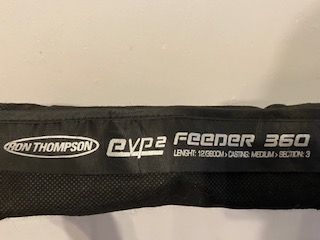 RON THOMPSON evp2 FEEDER 360
LENGHT: 12'/360CM > CASTING: MEDIUM > SECTION: 3